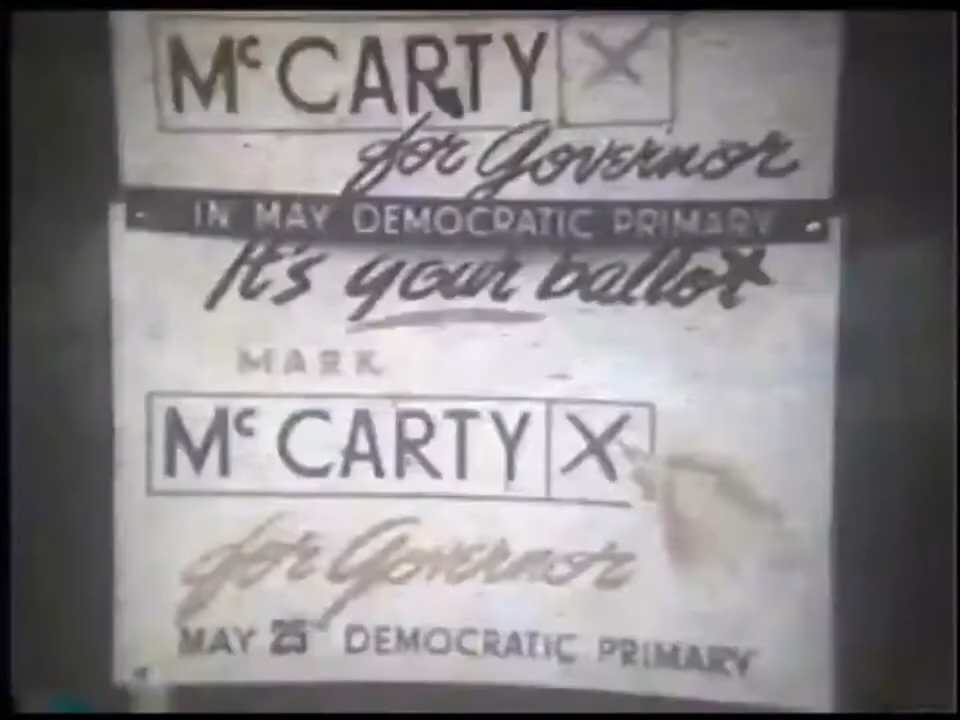 McCARTY X
for Governor
IN MAY DEMOCRATIC PRIMARY
It's your ballot
MARK
McCARTY X
for Governor
MAY 25 DEMOCRATIC PRIMARY